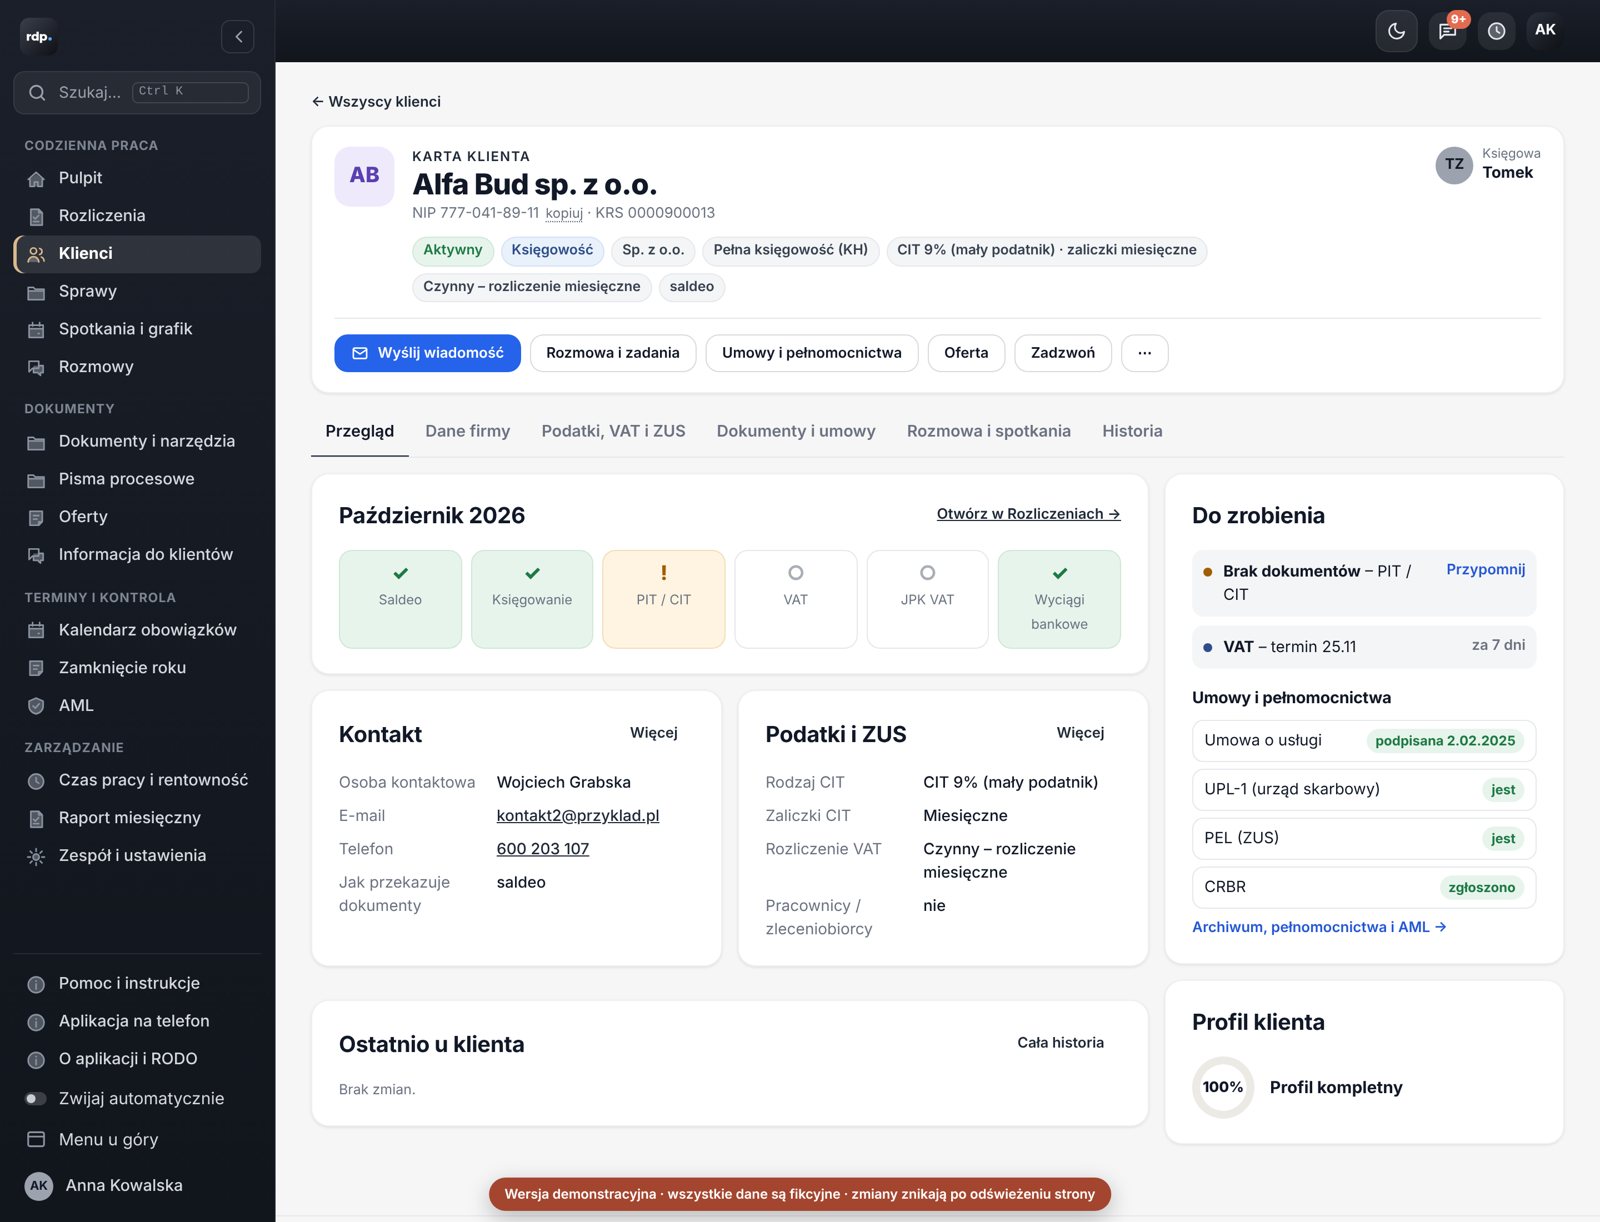 rdp.
Szukaj... Ctrl K
CODZIENNA PRACA
Pulpit
Rozliczenia
Klienci
Sprawy
Spotkania i grafik
Rozmowy
DOKUMENTY
Dokumenty i narzędzia
Pisma procesowe
Oferty
Informacja do klientów
TERMINY I KONTROLA
Kalendarz obowiązków
Zamknięcie roku
AML
ZARZĄDZANIE
Czas pracy i rentowność
Raport miesięczny
Zespół i ustawienia
Pomoc i instrukcje
Aplikacja na telefon
O aplikacji i RODO
Zwijaj automatycznie
Menu u góry
AK Anna Kowalska
9+
AK
← Wszyscy klienci
AB
KARTA KLIENTA
Alfa Bud sp. z o.o.
NIP 777-041-89-11 kopiuj · KRS 0000900013
TZ
Księgowa
Tomek
Aktywny Księgowość Sp. z o.o. Pełna księgowość (KH) CIT 9% (mały podatnik) · zaliczki miesięczne
Czynny – rozliczenie miesięczne saldeo
Wyślij wiadomość Rozmowa i zadania Umowy i pełnomocnictwa Oferta Zadzwoń ...
Przegląd Dane firmy Podatki, VAT i ZUS Dokumenty i umowy Rozmowa i spotkania Historia
Październik 2026
Otwórz w Rozliczeniach →
Saldeo
Księgowanie
!
PIT / CIT
VAT
JPK VAT
Wyciągi
bankowe
Kontakt
Więcej
Osoba kontaktowa Wojciech Grabska
E-mail kontakt2@przyklad.pl
Telefon 600 203 107
Jak przekazuje saldeo
dokumenty
Podatki i ZUS
Więcej
Rodzaj CIT CIT 9% (mały podatnik)
Zaliczki CIT Miesięczne
Rozliczenie VAT Czynny – rozliczenie
miesięczne
Pracownicy / nie
zleceniobiorcy
Ostatnio u klienta
Cała historia
Brak zmian.
Do zrobienia
Brak dokumentów – PIT / Przypomnij
CIT
VAT – termin 25.11 za 7 dni
Umowy i pełnomocnictwa
Umowa o usługi podpisana 2.02.2025
UPL-1 (urząd skarbowy) jest
PEL (ZUS) jest
CRBR zgłoszono
Archiwum, pełnomocnictwa i AML →
Profil klienta
100% Profil kompletny
Wersja demonstracyjna · wszystkie dane są fikcyjne · zmiany znikają po odświeżeniu strony